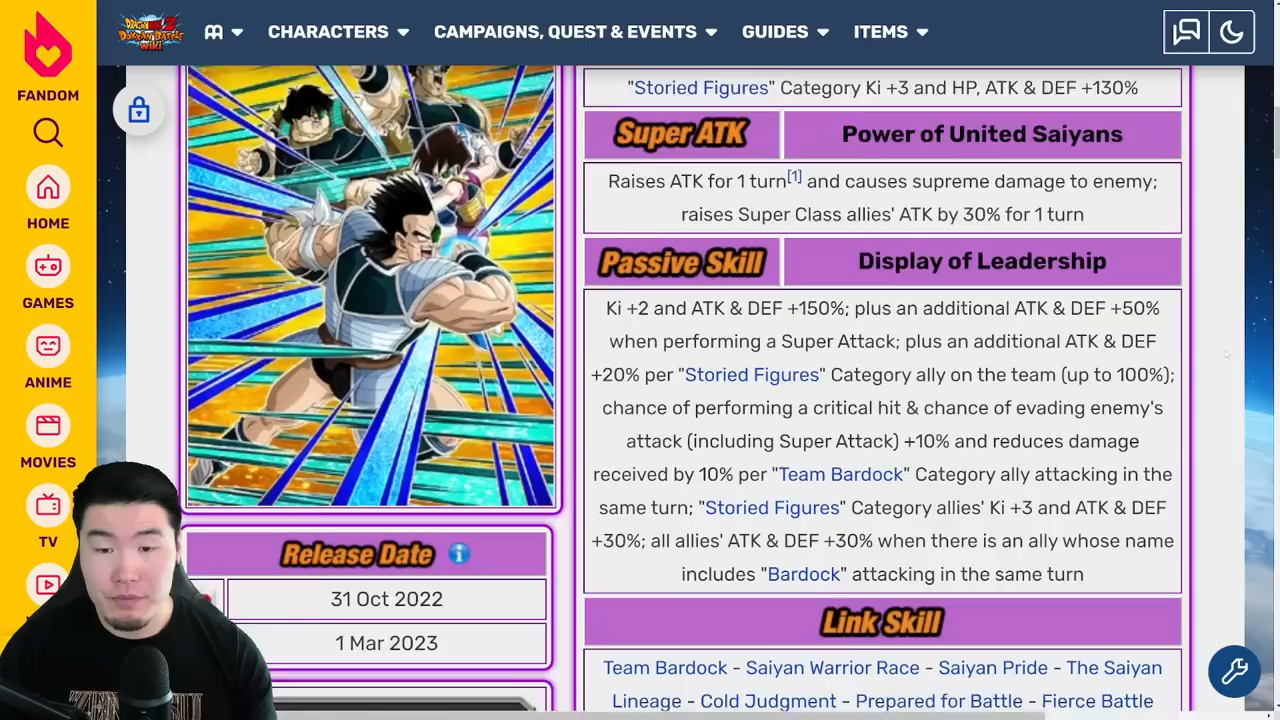 DRAGONBALL Z
DOKKAN BATTLE
WIKI
CHARACTERS
CAMPAIGNS, QUEST & EVENTS
GUIDES
ITEMS
FANDOM
HOME
GAMES
ANIME
MOVIES
TV
"Storied Figures" Category Ki +3 and HP, ATK & DEF +130%
Super ATK
Power of United Saiyans
Raises ATK for 1 turn[1] and causes supreme damage to enemy;
raises Super Class allies' ATK by 30% for 1 turn
Passive Skill
Display of Leadership
Ki +2 and ATK & DEF +150%; plus an additional ATK & DEF +50%
when performing a Super Attack; plus an additional ATK & DEF
+20% per "Storied Figures" Category ally on the team (up to 100%);
chance of performing a critical hit & chance of evading enemy's
attack (including Super Attack) +10% and reduces damage
received by 10% per "Team Bardock" Category ally attacking in the
same turn; "Storied Figures" Category allies' Ki +3 and ATK & DEF
+30%; all allies' ATK & DEF +30% when there is an ally whose name
includes "Bardock" attacking in the same turn
Link Skill
Team Bardock - Saiyan Warrior Race - Saiyan Pride - The Saiyan
Lineage - Cold Judgment - Prepared for Battle - Fierce Battle
Release Date
31 Oct 2022
1 Mar 2023